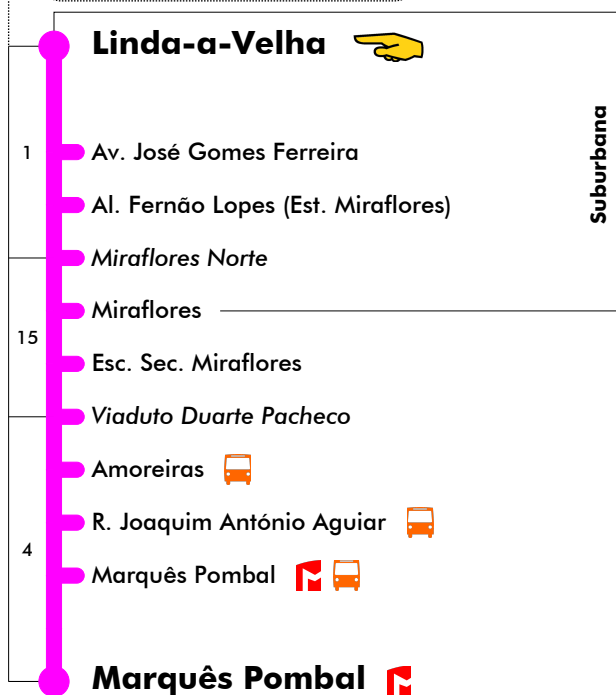 Linda-a-Velha
Suburbana
1
Av. José Gomes Ferreira
Al. Fernão Lopes (Est. Miraflores)
Miraflores Norte
Miraflores
15
Esc. Sec. Miraflores
Viaduto Duarte Pacheco
Amoreiras
R. Joaquim António Aguiar
4
Marquês Pombal
Marquês Pombal